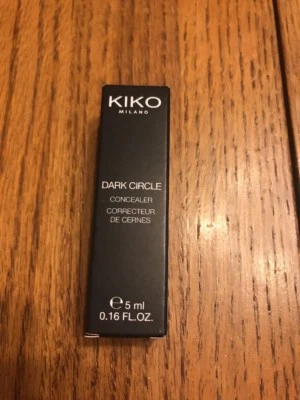 KIKO
MILANO
DARK CIRCLE
CONCEALER
CORRECTEUR
DE CERNES
℮ 5 ml
0.16 FL.OZ.